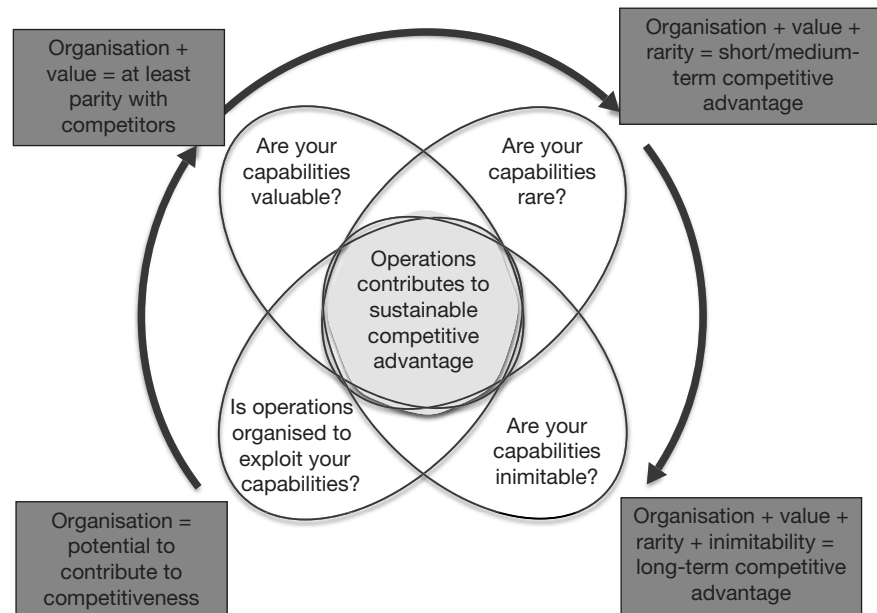 Organisation +
value = at least
parity with
competitors
Organisation + value +
rarity = short/medium-
term competitive
advantage
Are your
capabilities
valuable?
Are your
capabilities
rare?
Operations
contributes to
sustainable
competitive
advantage
Is operations
organised to
exploit your
capabilities?
Are your
capabilities
inimitable?
Organisation =
potential to
contribute to
competitiveness
Organisation + value +
rarity + inimitability =
long-term competitive
advantage